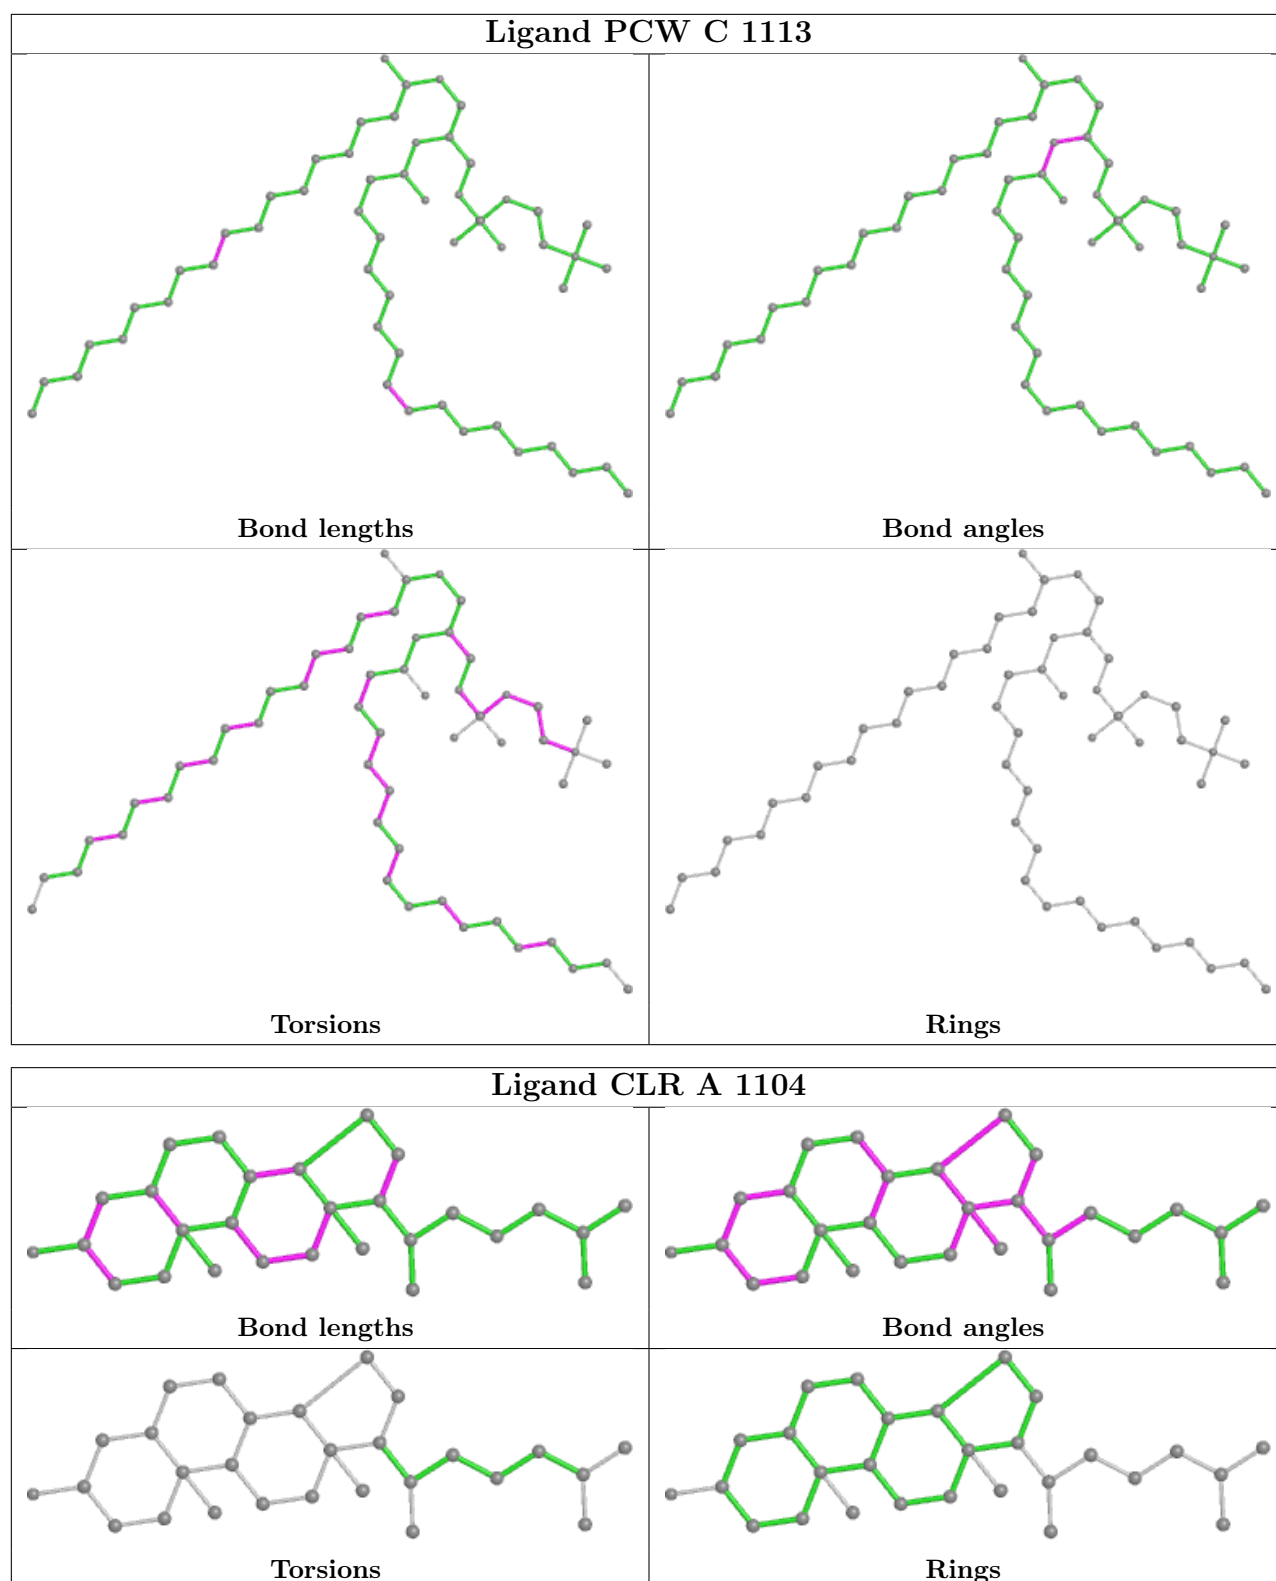 Ligand PCW C 1113
Bond lengths
Bond angles
Torsions
Rings
Ligand CLR A 1104
Bond lengths
Bond angles
Torsions
Rings